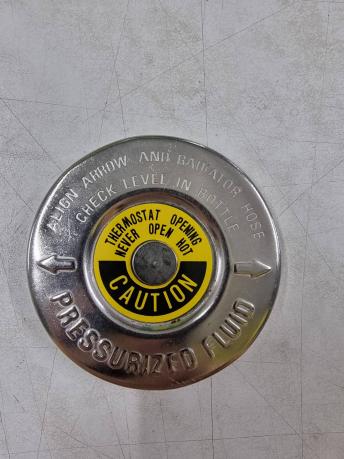 ALIGN ARROW AND RADIATOR HOSE
CHECK LEVEL IN BOTTLE
THERMOSTAT OPENING
NEVER OPEN HOT
CAUTION
PRESSURIZED FLUID